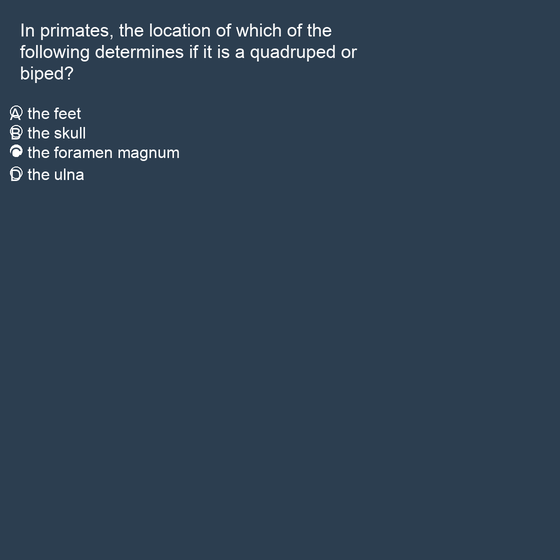 In primates, the location of which of the
following determines if it is a quadruped or
biped?
A the feet
B the skull
the foramen magnum
D the ulna